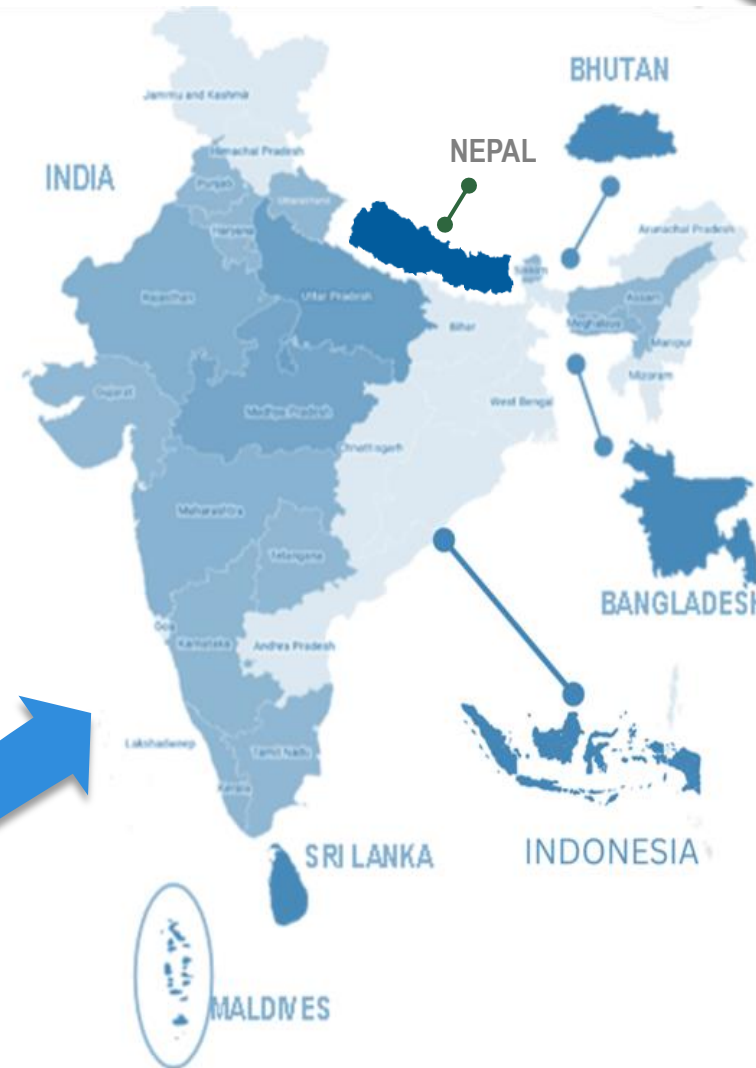 BHUTAN
Jammu and Kashmir
NEPAL
Himachal Pradesh
INDIA
Punjab
Uttarakhand
Haryana
Arunachal Pradesh
Sikkim
Rajasthan
Uttar Pradesh
Assam
Meghalaya
Bihar
Manipur
Mizoram
Gujarat
West Bengal
Madhya Pradesh
Chhattisgarh
Maharashtra
Telangana
BANGLADESH
Goa
Karnataka
Andhra Pradesh
Lakshadweep
Tamil Nadu
Kerala
SRI LANKA
INDONESIA
MALDIVES